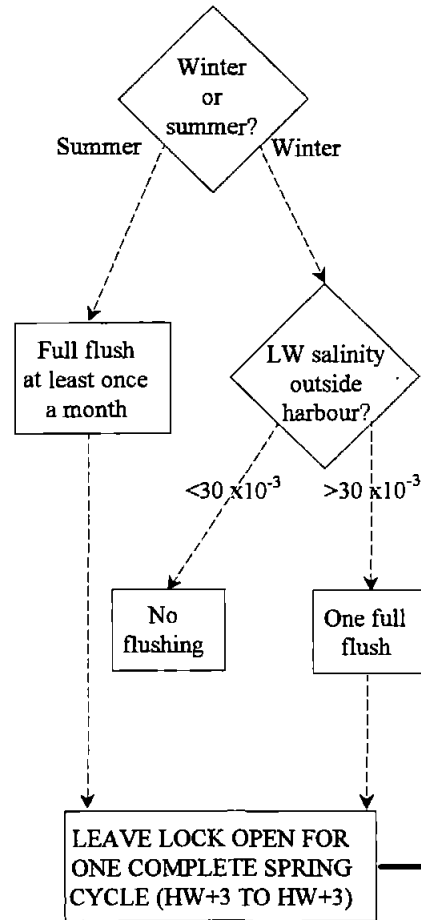 Winter
or
summer?
Summer
Winter
Full flush
at least once
a month
LW salinity
outside
harbour?
<30 x10⁻³
>30 x10⁻³
No
flushing
One full
flush
LEAVE LOCK OPEN FOR
ONE COMPLETE SPRING
CYCLE (HW+3 TO HW+3)